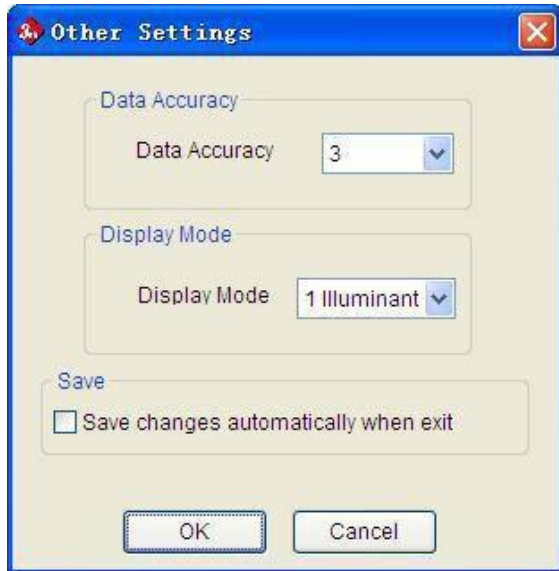 Other Settings
Data Accuracy
Data Accuracy 3
Display Mode
Display Mode 1 Illuminant
Save
Save changes automatically when exit
OK Cancel